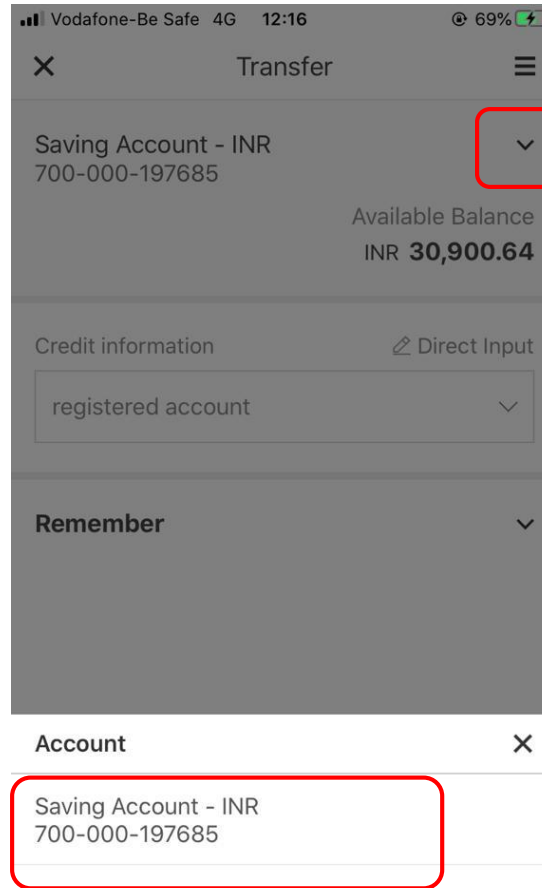 Vodafone-Be Safe 4G 12:16 69%
Transfer
Saving Account - INR
700-000-197685
Available Balance
INR 30,900.64
Credit information Direct Input
registered account
Remember
Account
Saving Account - INR
700-000-197685